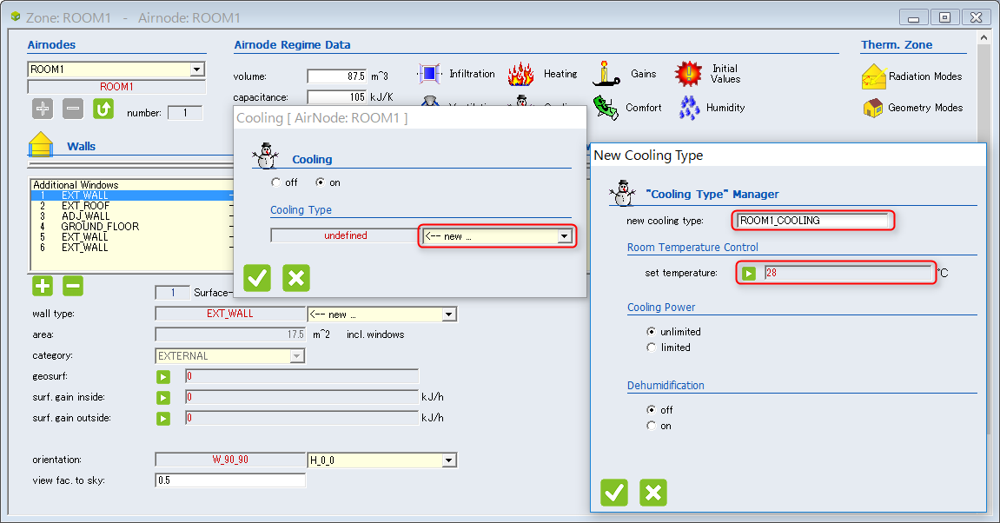 Zone: ROOM1 - Airnode: ROOM1
Airnodes
ROOM1
ROOM1
number: 1
Airnode Regime Data
volume: 87.5 m^3
capacitance: 105 kJ/K
Infiltration
Heating
Gains
Initial Values
Comfort
Humidity
Therm. Zone
Radiation Modes
Geometry Modes
Walls
Additional Windows
1 EXT_WALL
2 EXT_ROOF
3 ADJ_WALL
4 GROUND_FLOOR
5 EXT_WALL
6 EXT_WALL
1 Surface-
wall type: EXT_WALL <-- new ...
area: 17.5 m^2 incl. windows
category: EXTERNAL
geosurf: 0
surf. gain inside: 0 kJ/h
surf. gain outside: 0 kJ/h
orientation: W_90_90 H_0_0
view fac. to sky: 0.5
Cooling [ AirNode: ROOM1 ]
Cooling
off on
Cooling Type
undefined <-- new ...
New Cooling Type
"Cooling Type" Manager
new cooling type: ROOM1_COOLING
Room Temperature Control
set temperature: 28 °C
Cooling Power
unlimited
limited
Dehumidification
off
on